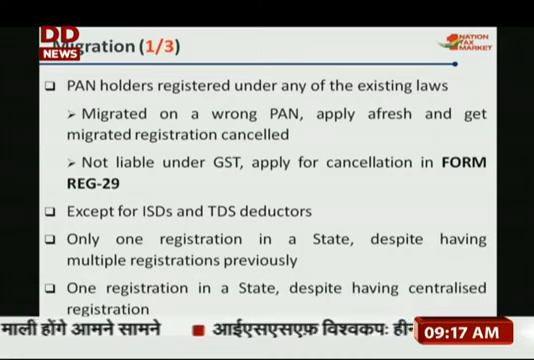 DD
NEWS
Migration (1/3)
1 NATION
TAX
MARKET
❑ PAN holders registered under any of the existing laws
➢ Migrated on a wrong PAN, apply afresh and get
migrated registration cancelled
➢ Not liable under GST, apply for cancellation in FORM
REG-29
❑ Except for ISDs and TDS deductors
❑ Only one registration in a State, despite having
multiple registrations previously
❑ One registration in a State, despite having centralised
registration
माली होंगे आमने सामने ■ आईएसएसएफ़ विश्वकपः हीन
09:17 AM